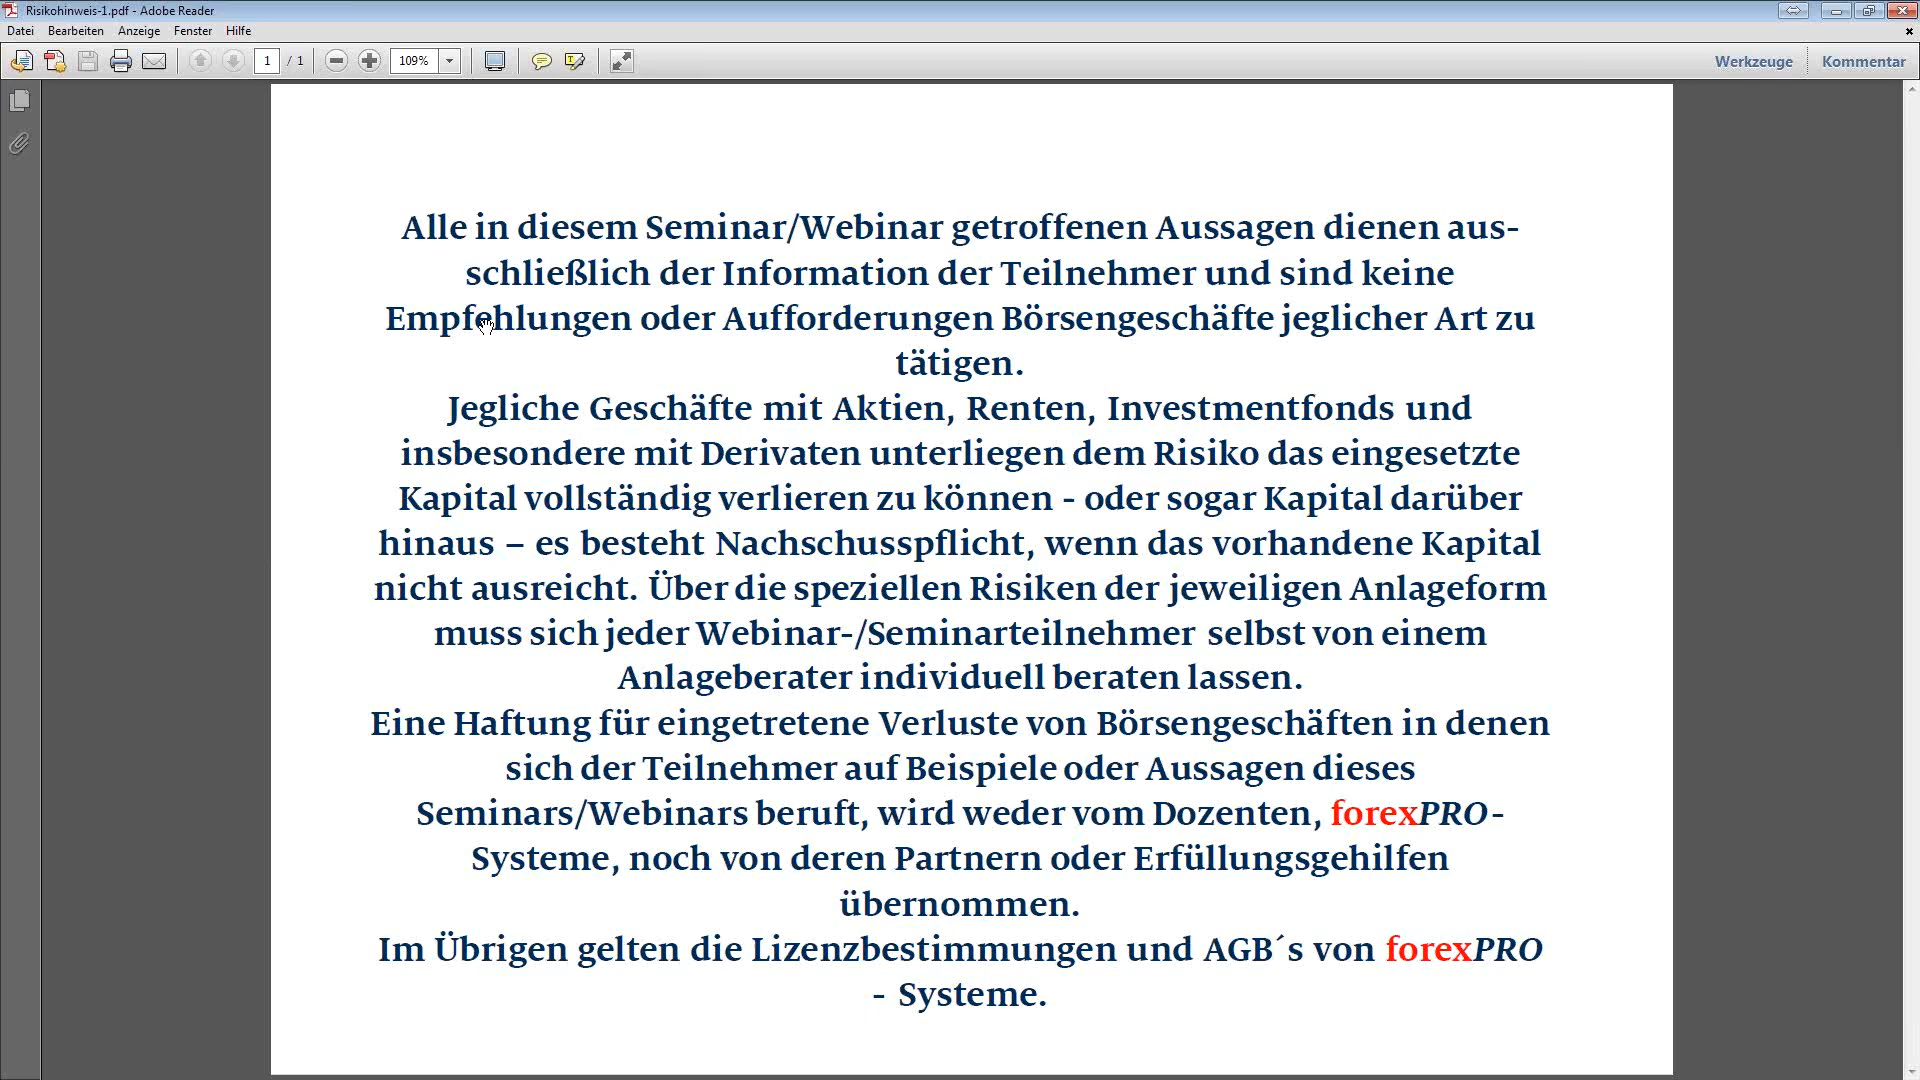 Risikohinweis-1.pdf - Adobe Reader
Datei Bearbeiten Anzeige Fenster Hilfe
1 / 1 109% Werkzeuge Kommentar
Alle in diesem Seminar/Webinar getroffenen Aussagen dienen aus-
schließlich der Information der Teilnehmer und sind keine
Empfehlungen oder Aufforderungen Börsengeschäfte jeglicher Art zu
tätigen.
Jegliche Geschäfte mit Aktien, Renten, Investmentfonds und
insbesondere mit Derivaten unterliegen dem Risiko das eingesetzte
Kapital vollständig verlieren zu können - oder sogar Kapital darüber
hinaus – es besteht Nachschusspflicht, wenn das vorhandene Kapital
nicht ausreicht. Über die speziellen Risiken der jeweiligen Anlageform
muss sich jeder Webinar-/Seminarteilnehmer selbst von einem
Anlageberater individuell beraten lassen.
Eine Haftung für eingetretene Verluste von Börsengeschäften in denen
sich der Teilnehmer auf Beispiele oder Aussagen dieses
Seminars/Webinars beruft, wird weder vom Dozenten, forexPRO-
Systeme, noch von deren Partnern oder Erfüllungsgehilfen
übernommen.
Im Übrigen gelten die Lizenzbestimmungen und AGB´s von forexPRO
- Systeme.